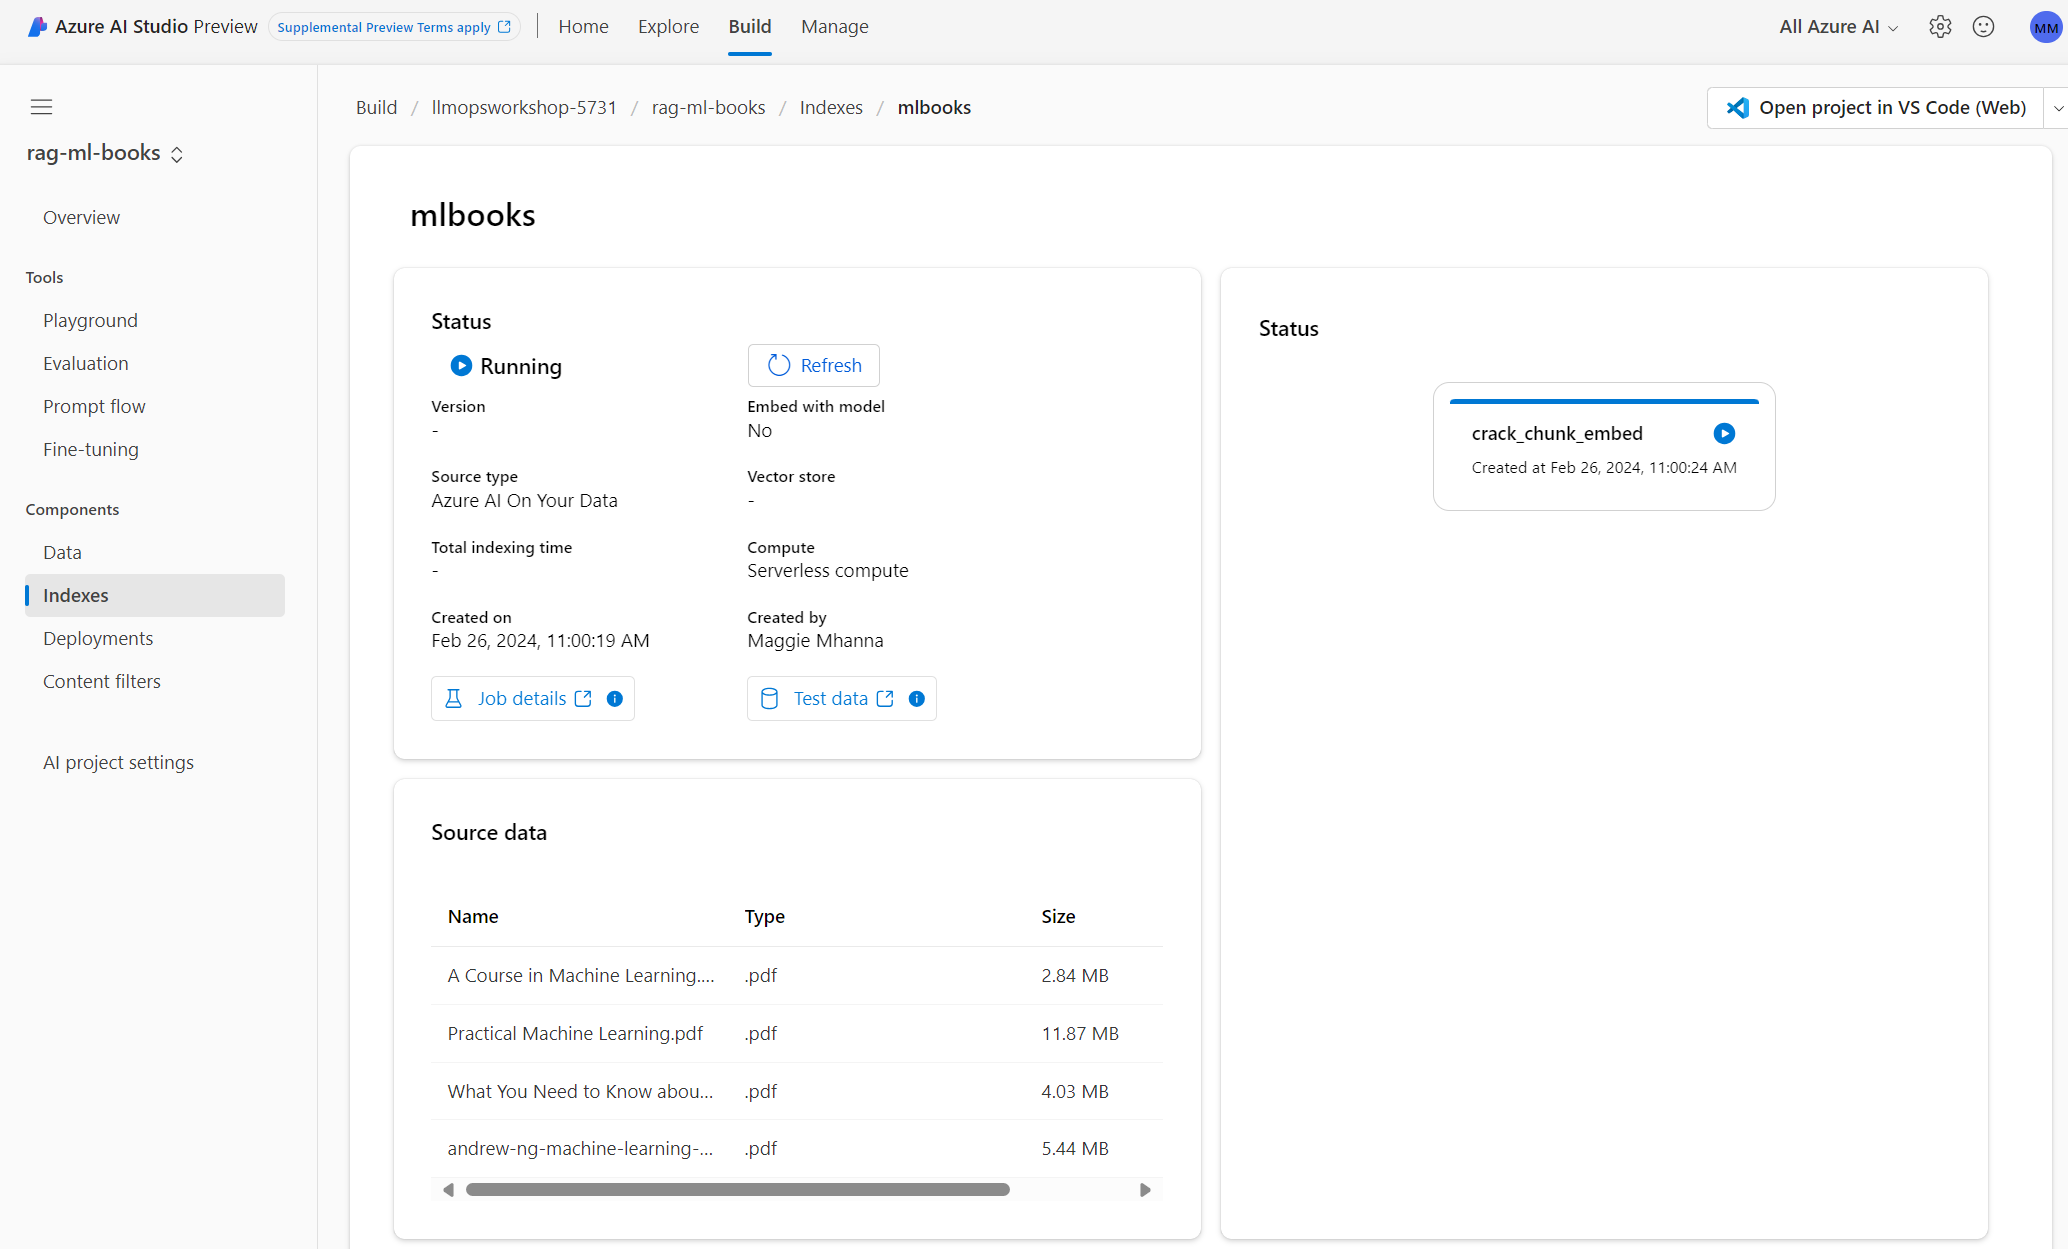 Azure AI Studio Preview
Supplemental Preview Terms apply
Home
Explore
Build
Manage
All Azure AI
MM
rag-ml-books
Overview
Tools
Playground
Evaluation
Prompt flow
Fine-tuning
Components
Data
Indexes
Deployments
Content filters
AI project settings
Build / llmopsworkshop-5731 / rag-ml-books / Indexes / mlbooks
Open project in VS Code (Web)
mlbooks
Status
Running
Refresh
Version
-
Embed with model
No
Source type
Azure AI On Your Data
Vector store
-
Total indexing time
-
Compute
Serverless compute
Created on
Feb 26, 2024, 11:00:19 AM
Created by
Maggie Mhanna
Job details
Test data
Status
crack_chunk_embed
Created at Feb 26, 2024, 11:00:24 AM
Source data
Name Type Size
A Course in Machine Learning.... .pdf 2.84 MB
Practical Machine Learning.pdf .pdf 11.87 MB
What You Need to Know abou... .pdf 4.03 MB
andrew-ng-machine-learning-... .pdf 5.44 MB